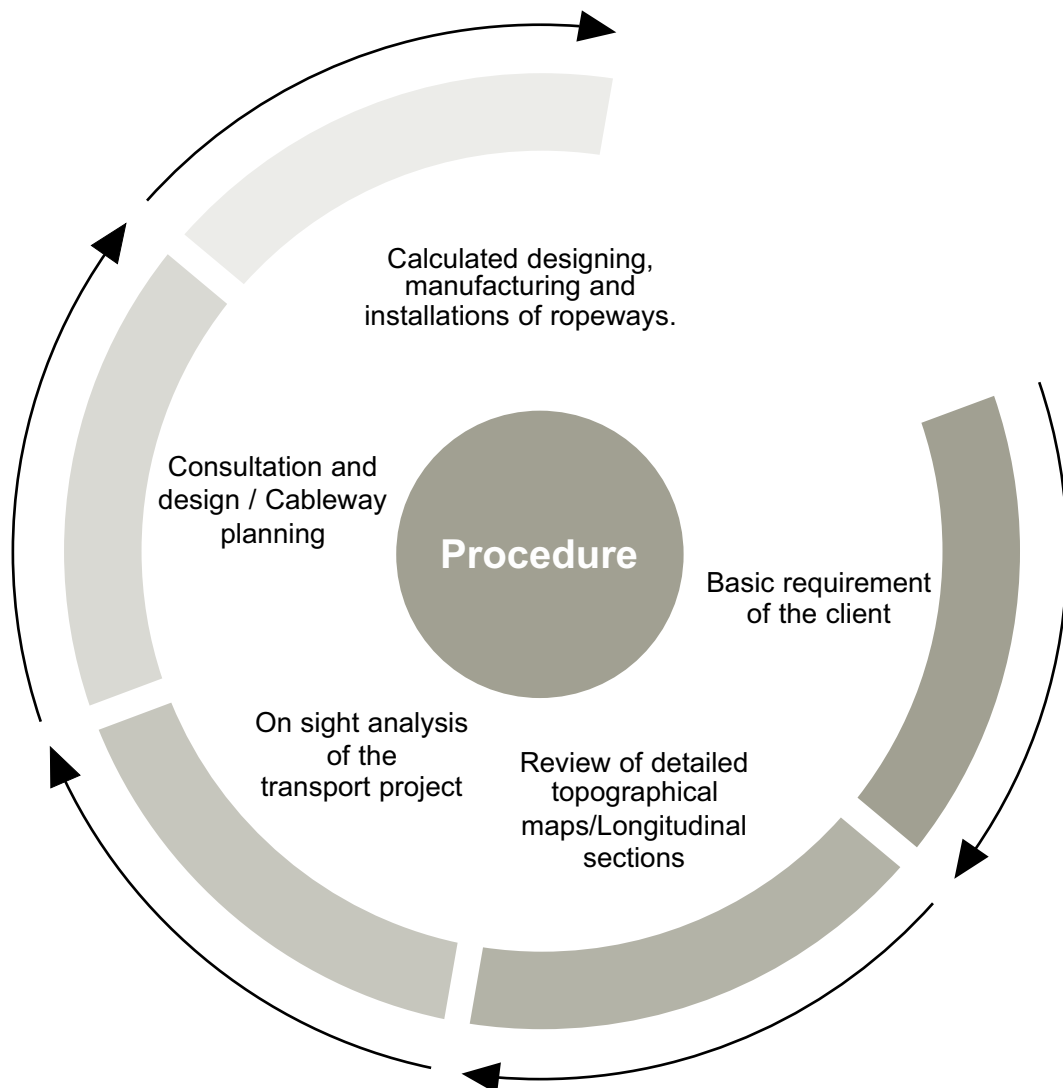 Calculated designing,
manufacturing and
installations of ropeways.
Consultation and
design / Cableway
planning
Procedure
Basic requirement
of the client
On sight analysis
of the
transport project
Review of detailed
topographical
maps/Longitudinal
sections